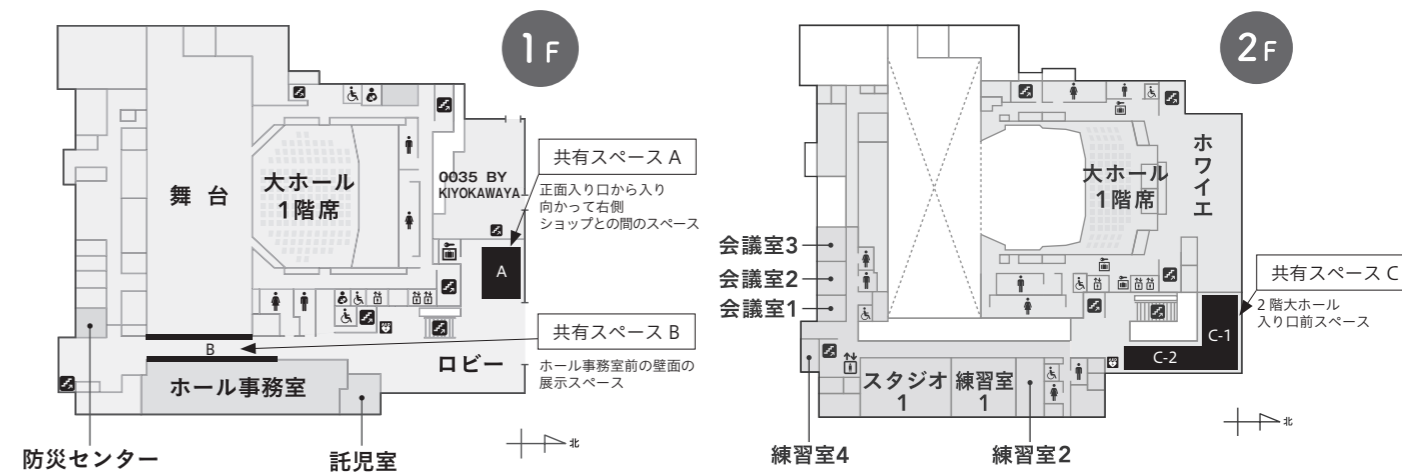 1F
舞 台
大ホール
1階席
0035 BY
KIYOKAWAYA
A
共有スペース A
正面入り口から入り
向かって右側
ショップとの間のスペース
B
共有スペース B
ホール事務室前の壁面の
展示スペース
ロビー
ホール事務室
防災センター
託児室
北
2F
ホワイエ
大ホール
1階席
会議室3
会議室2
会議室1
共有スペース C
2 階大ホール
入り口前スペース
C-1
C-2
スタジオ
1
練習室
1
練習室4
練習室2
北